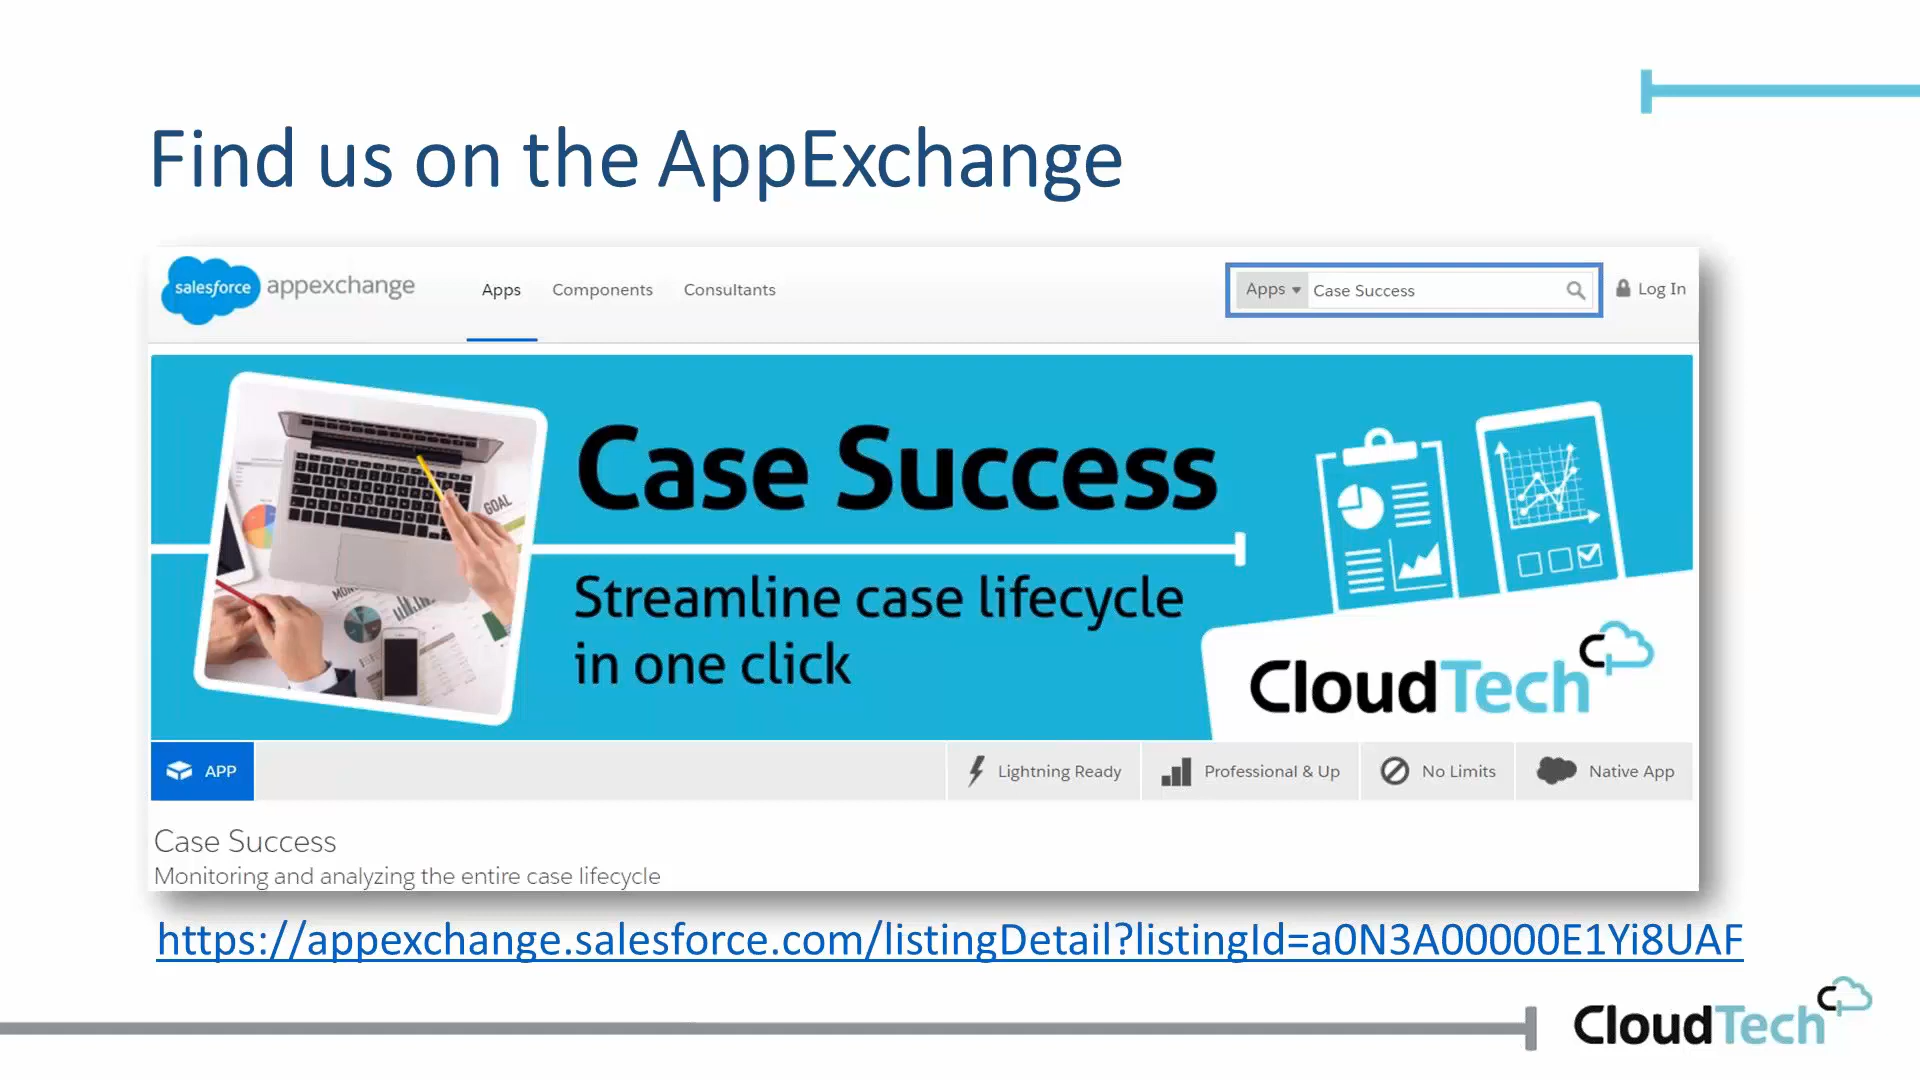 Find us on the AppExchange
salesforce appexchange Apps Components Consultants Apps Case Success Log In
Case Success
Streamline case lifecycle
in one click
GOAL
CloudTech
APP Lightning Ready Professional & Up No Limits Native App
Case Success
Monitoring and analyzing the entire case lifecycle
https://appexchange.salesforce.com/listingDetail?listingId=a0N3A00000E1Yi8UAF
CloudTech